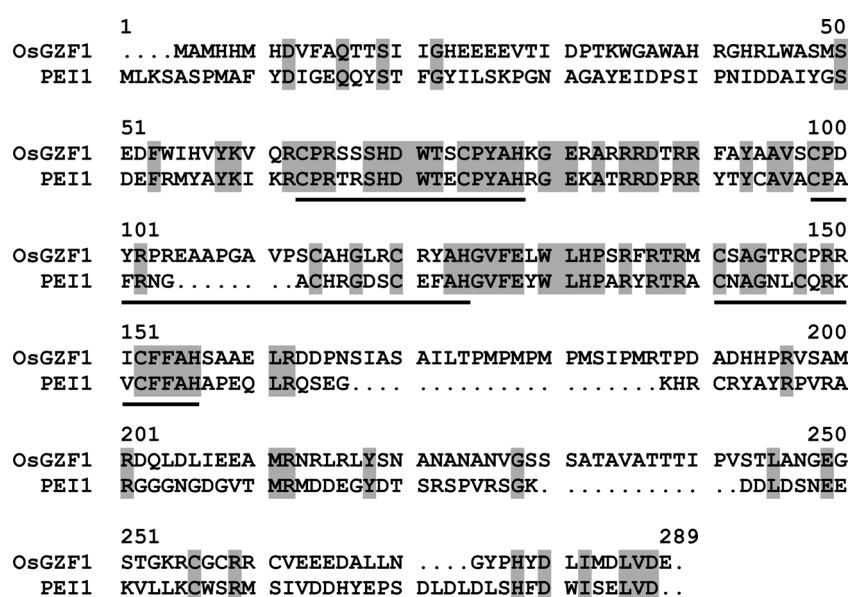 1 50
OsGZF1 ....MAMHHM HDVFAQTTSI IGHEEEEVTI DPTKWGAWAH RGHRLWASMS
PEI1 MLKSASPMAF YDIGEQQYST FGYILSKPGN AGAYEIDPSI PNIDDAIYGS
51 100
OsGZF1 EDFWIHVYKV QRCPRSSSHD WTSCPYAHKG ERARRRDTRR FAYAAVSCPD
PEI1 DEFRMYAYKI KRCPRTRSHD WTECPYAHRG EKATRRDPRR YTYCAVACPA
101 150
OsGZF1 YRPREAAPGA VPSCAHGLRC RYAHGVFELW LHPSRFRTRM CSAGTRCPRR
PEI1 FRNG...... ...ACHRGDSC EFAHGVFEYW LHPARYRTRA CNAGNLCQRK
151 200
OsGZF1 ICFFAHSAAE LRDDPNSIAS AILTPMPMPM PMSIPMRTPD ADHHPRVSAM
PEI1 VCFFAHAPEQ LRQSEG.... .......... .......KHR CRYAYRPVRA
201 250
OsGZF1 RDQLDLIEEA MRNRLRLYSN ANANANVGSS SATAVATTTI PVSTLANGEG
PEI1 RGGGNGDGVT MRMDDEGYDT SRSPVRSGK. .......... ..DDLDSNEE
251 289
OsGZF1 STGKRCGCRR CVEEEDALLN ....GYPHYD LIMDLVDE.
PEI1 KVLLKCWSRM SIVDDHYEPS DLDLDLSHFD WISELVD..